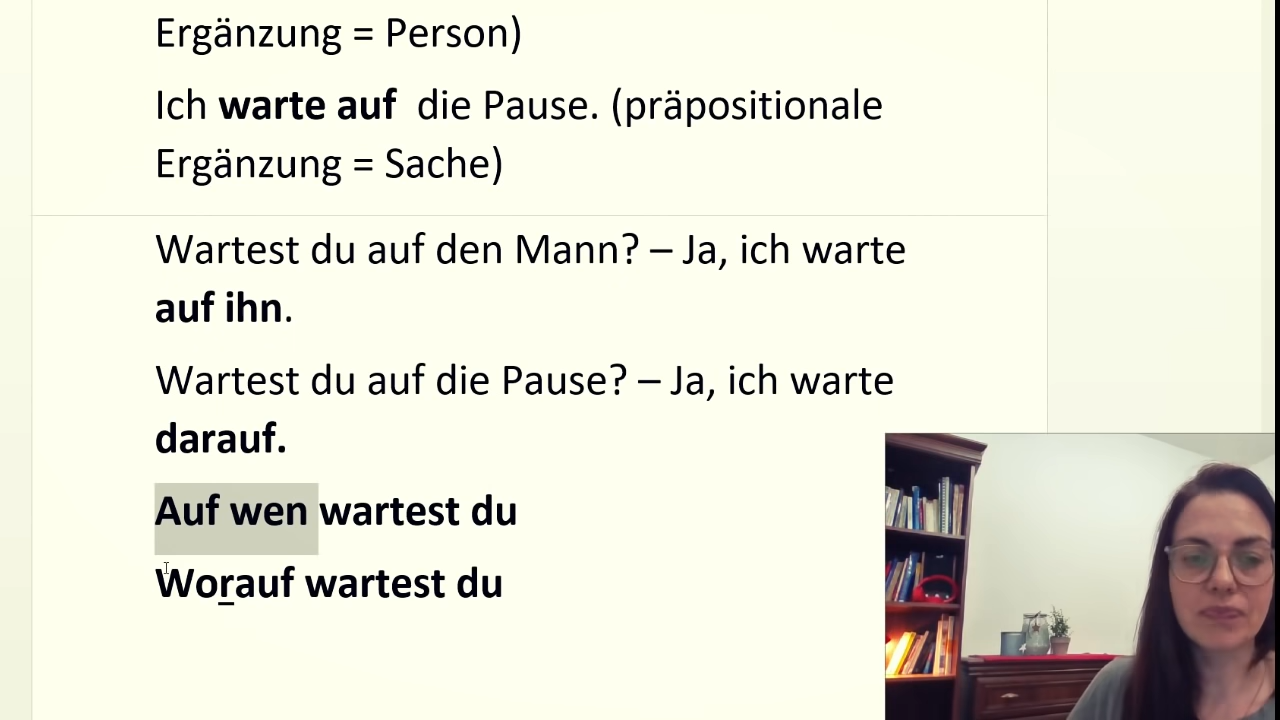 Ergänzung = Person)
Ich warte auf die Pause. (präpositionale
Ergänzung = Sache)
Wartest du auf den Mann? – Ja, ich warte
auf ihn.
Wartest du auf die Pause? – Ja, ich warte
darauf.
Auf wen wartest du
Worauf wartest du